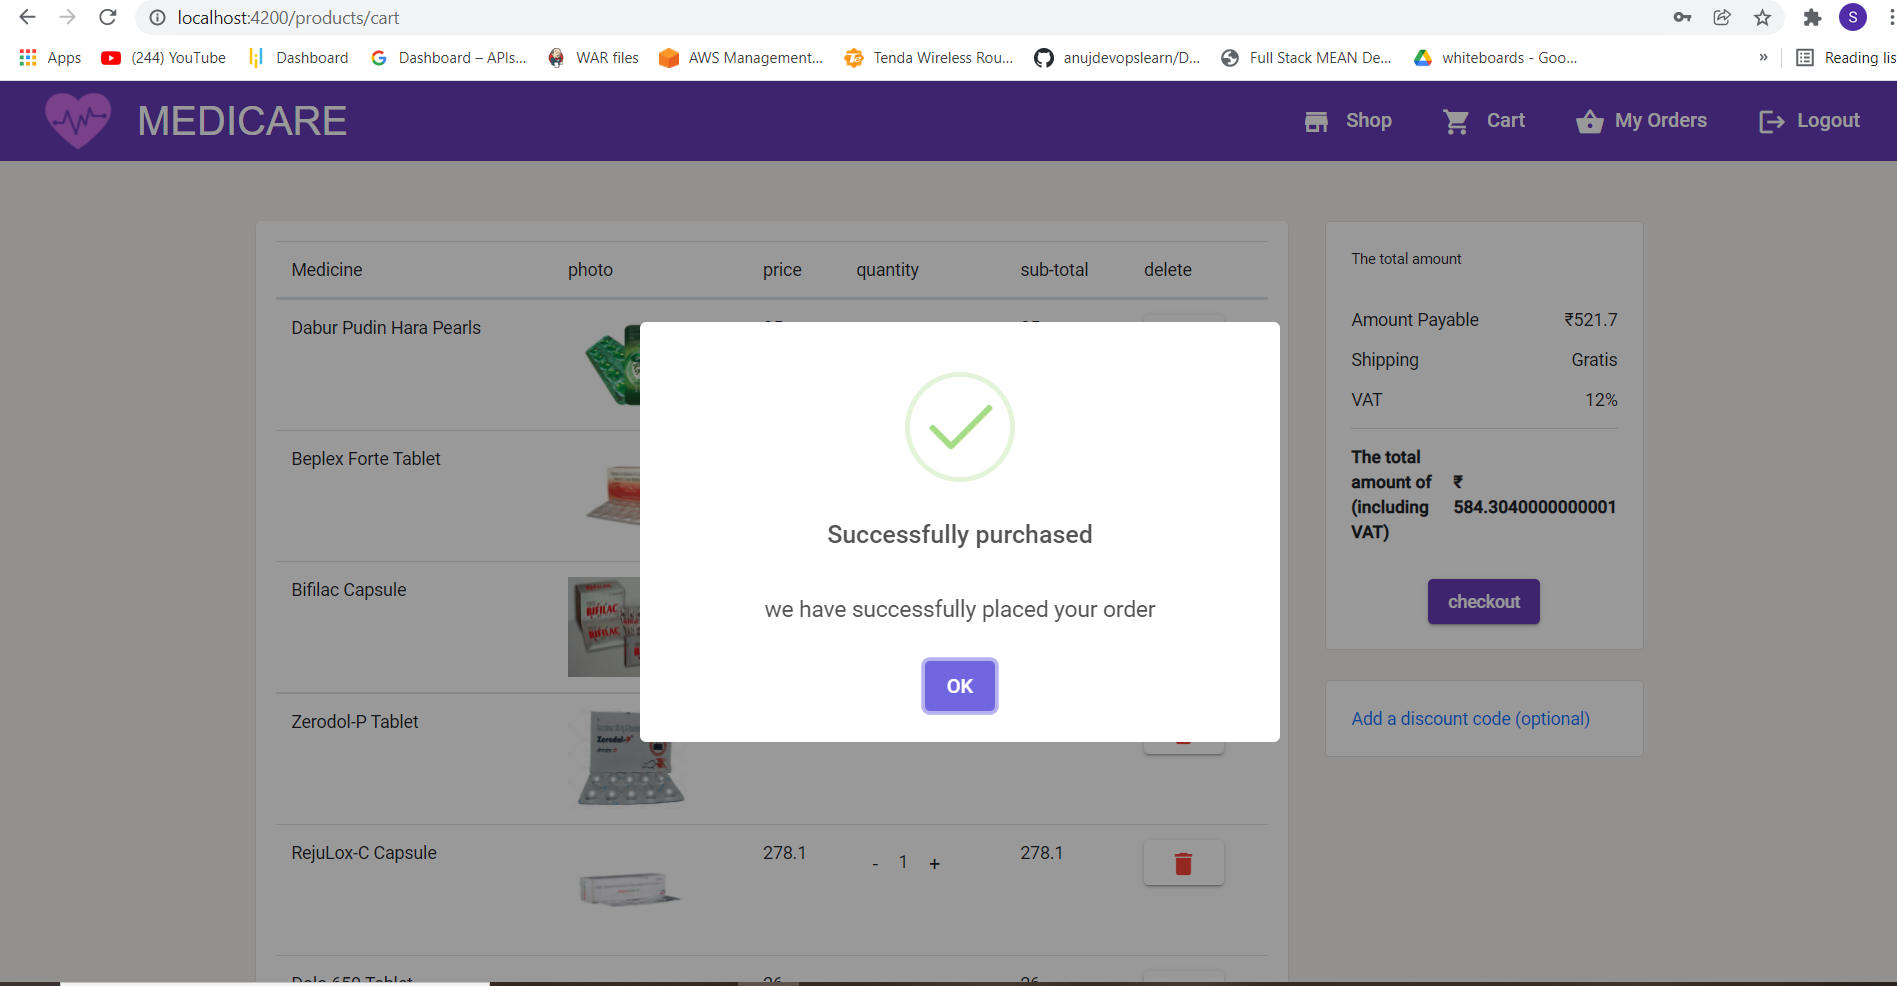 localhost:4200/products/cart
S
Apps (244) YouTube Dashboard Dashboard – APIs... WAR files AWS Management... Tenda Wireless Rou... anujdevopslearn/D... Full Stack MEAN De... whiteboards - Goo... » Reading lis
MEDICARE Shop Cart My Orders Logout
Medicine photo price quantity sub-total delete
Dabur Pudin Hara Pearls
Beplex Forte Tablet
Bifilac Capsule
BIFILAC
BIFILAC
Zerodol-P Tablet
Zerodol-P
RejuLox-C Capsule 278.1 - 1 + 278.1
Successfully purchased
we have successfully placed your order
OK
The total amount
Amount Payable ₹521.7
Shipping Gratis
VAT 12%
The total
amount of ₹
(including 584.3040000000001
VAT)
checkout
Add a discount code (optional)